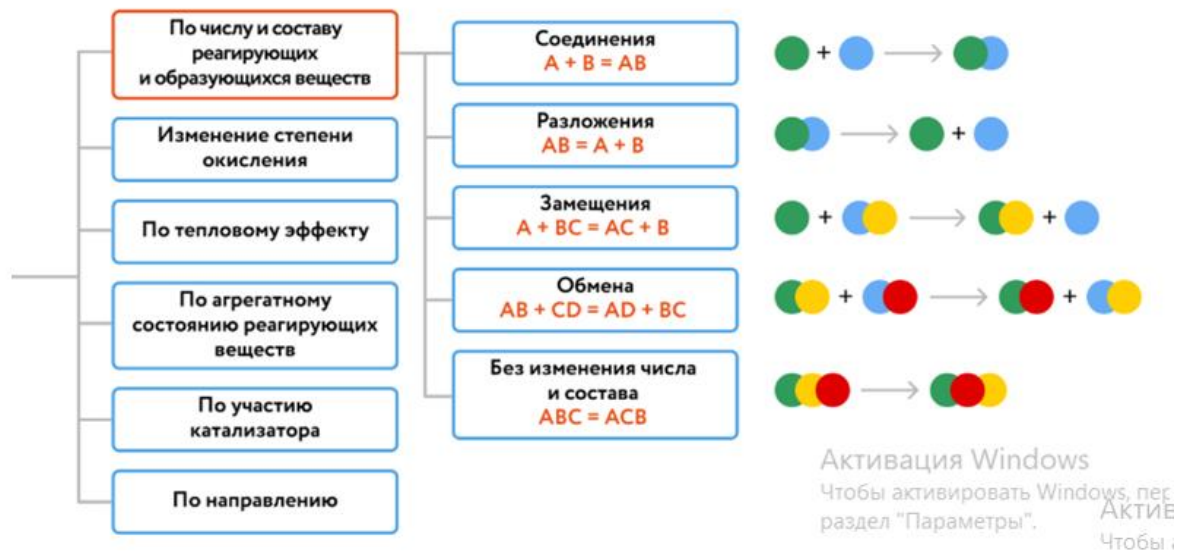 По числу и составу
реагирующих
и образующихся веществ
Изменение степени
окисления
По тепловому эффекту
По агрегатному
состоянию реагирующих
веществ
По участию
катализатора
По направлению
Соединения
A + B = AB
Разложения
AB = A + B
Замещения
A + BC = AC + B
Обмена
AB + CD = AD + BC
Без изменения числа
и состава
ABC = ACB
+
+
+
+
+
+
Активация Windows
Чтобы активировать Windows, пер
раздел "Параметры".
Актив
Чтобы